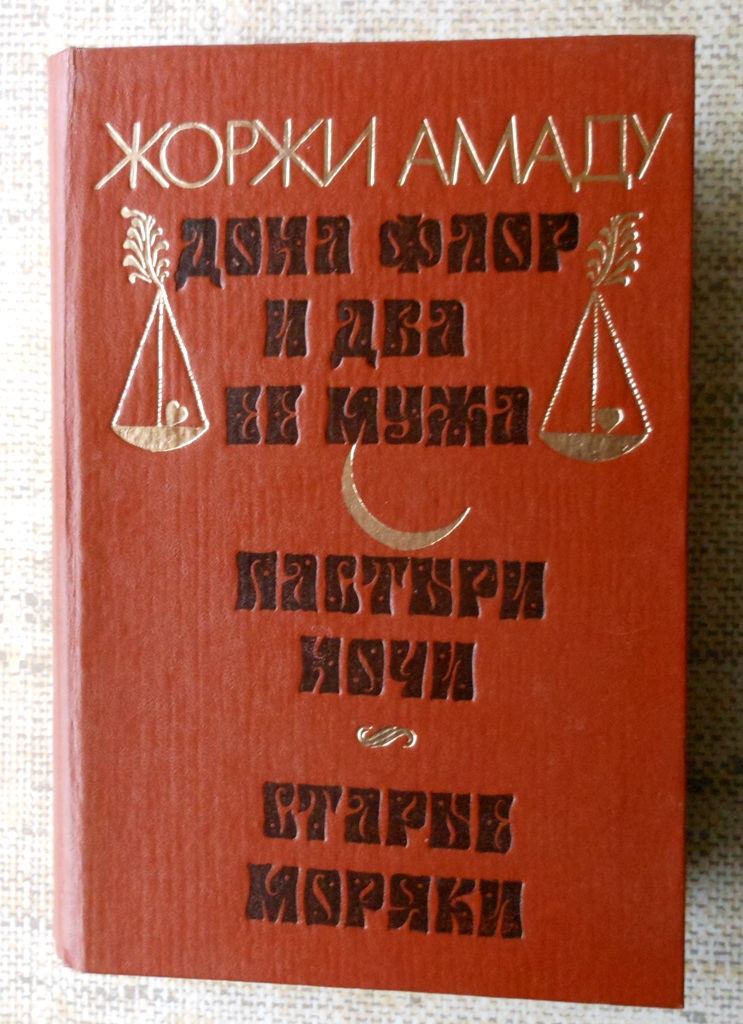 ЖОРЖИ АМАДУ
ДОНА ФЛОР
И ДВА
ЕЕ МУЖА
ПАСТЫРИ
НОЧИ
СТАРЫЕ
МОРЯКИ